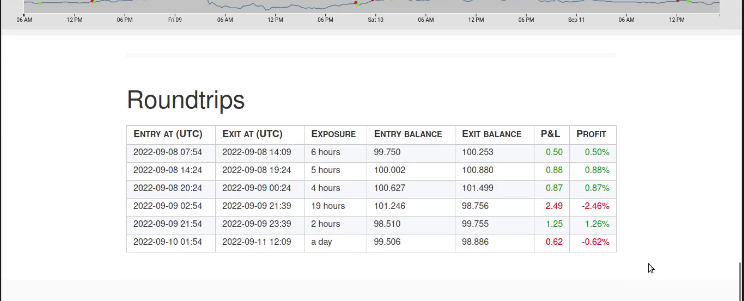 06 AM 12 PM 06 PM Fri 09 06 AM 12 PM 06 PM Sat 10 06 AM 12 PM 06 PM Sep 11 06 AM 12 PM
Roundtrips
ENTRY AT (UTC) EXIT AT (UTC) EXPOSURE ENTRY BALANCE EXIT BALANCE P&L PROFIT
2022-09-08 07:54 2022-09-08 14:09 6 hours 99.750 100.253 0.50 0.50%
2022-09-08 14:24 2022-09-08 19:24 5 hours 100.002 100.880 0.88 0.88%
2022-09-08 20:24 2022-09-09 00:24 4 hours 100.627 101.499 0.87 0.87%
2022-09-09 02:54 2022-09-09 21:39 19 hours 101.246 98.756 2.49 -2.46%
2022-09-09 21:54 2022-09-09 23:39 2 hours 98.510 99.755 1.25 1.26%
2022-09-10 01:54 2022-09-11 12:09 a day 99.506 98.886 0.62 -0.62%